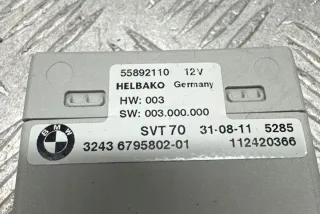 55892110 12V
HELBAKO Germany
HW: 003
SW: 003.000.000
SVT 70 31-08-11 5285
BMW
3243 6795802-01 112420366